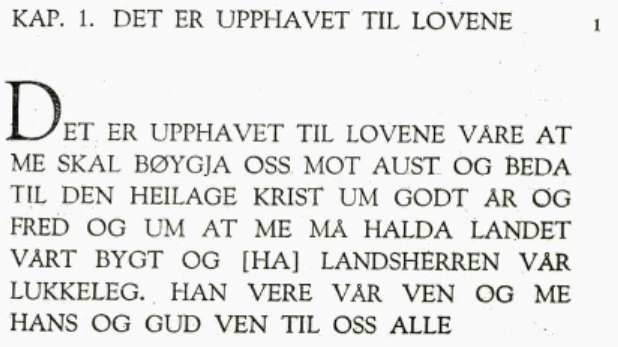 KAP. 1. DET ER UPPHAVET TIL LOVENE 1
DET ER UPPHAVET TIL LOVENE VÅRE AT
ME SKAL BØYGJA OSS MOT AUST OG BEDA
TIL DEN HEILAGE KRIST UM GODT ÅR OG
FRED OG UM AT ME MÅ HALDA LANDET
VÅRT BYGT OG [HA] LANDSHERREN VÅR
LUKKELEG. HAN VERE VÅR VEN OG ME
HANS OG GUD VEN TIL OSS ALLE